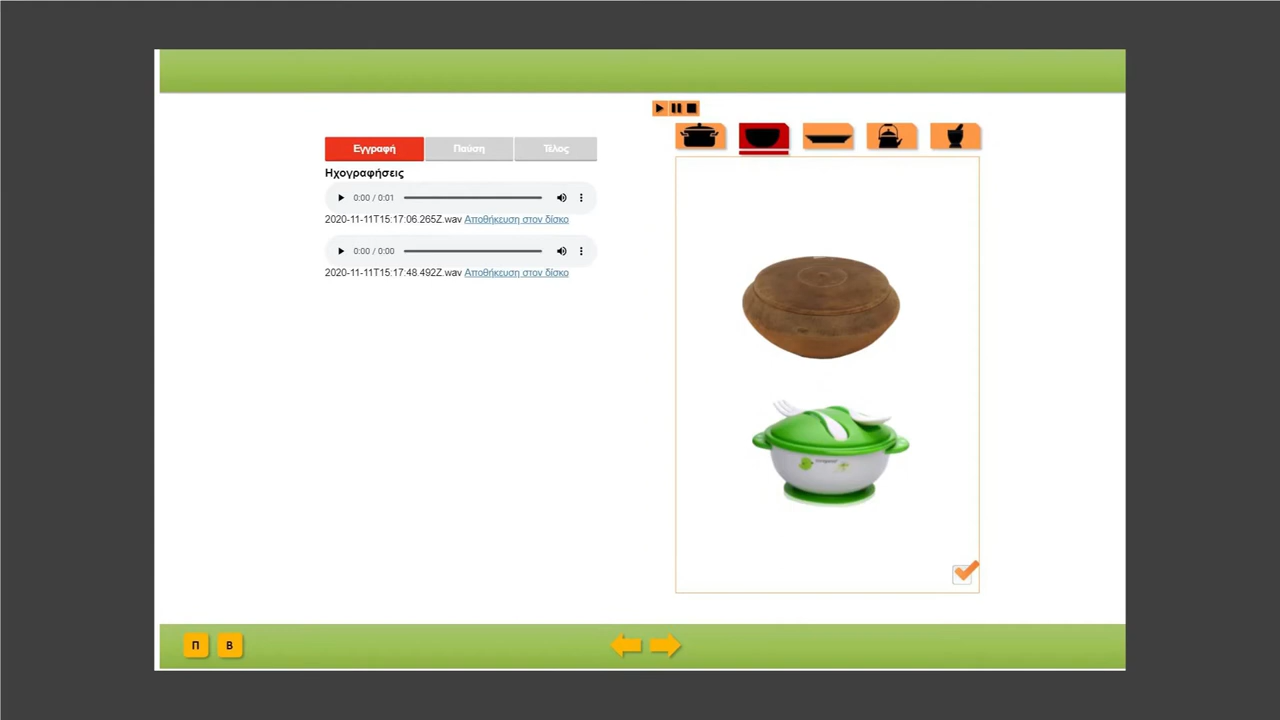 Εγγραφή Παύση Τέλος
Ηχογραφήσεις
0:00 / 0:01
2020-11-11T15:17:06.265Z.wav Αποθήκευση στον δίσκο
0:00 / 0:00
2020-11-11T15:17:48.492Z.wav Αποθήκευση στον δίσκο
Π Β